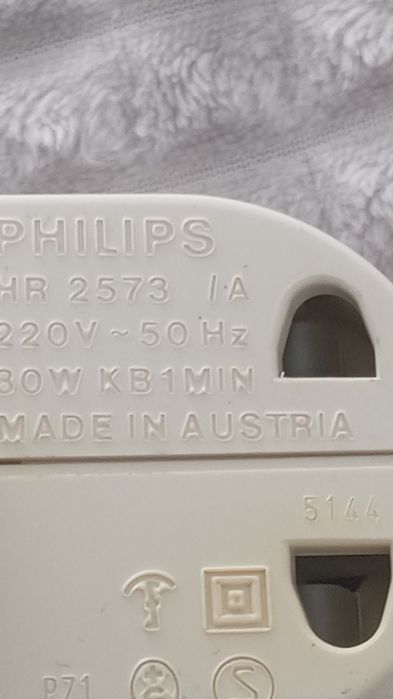 PHILIPS
HR 2573 /A
220V ~ 50 Hz
30W KB1MIN
MADE IN AUSTRIA
5144
P71